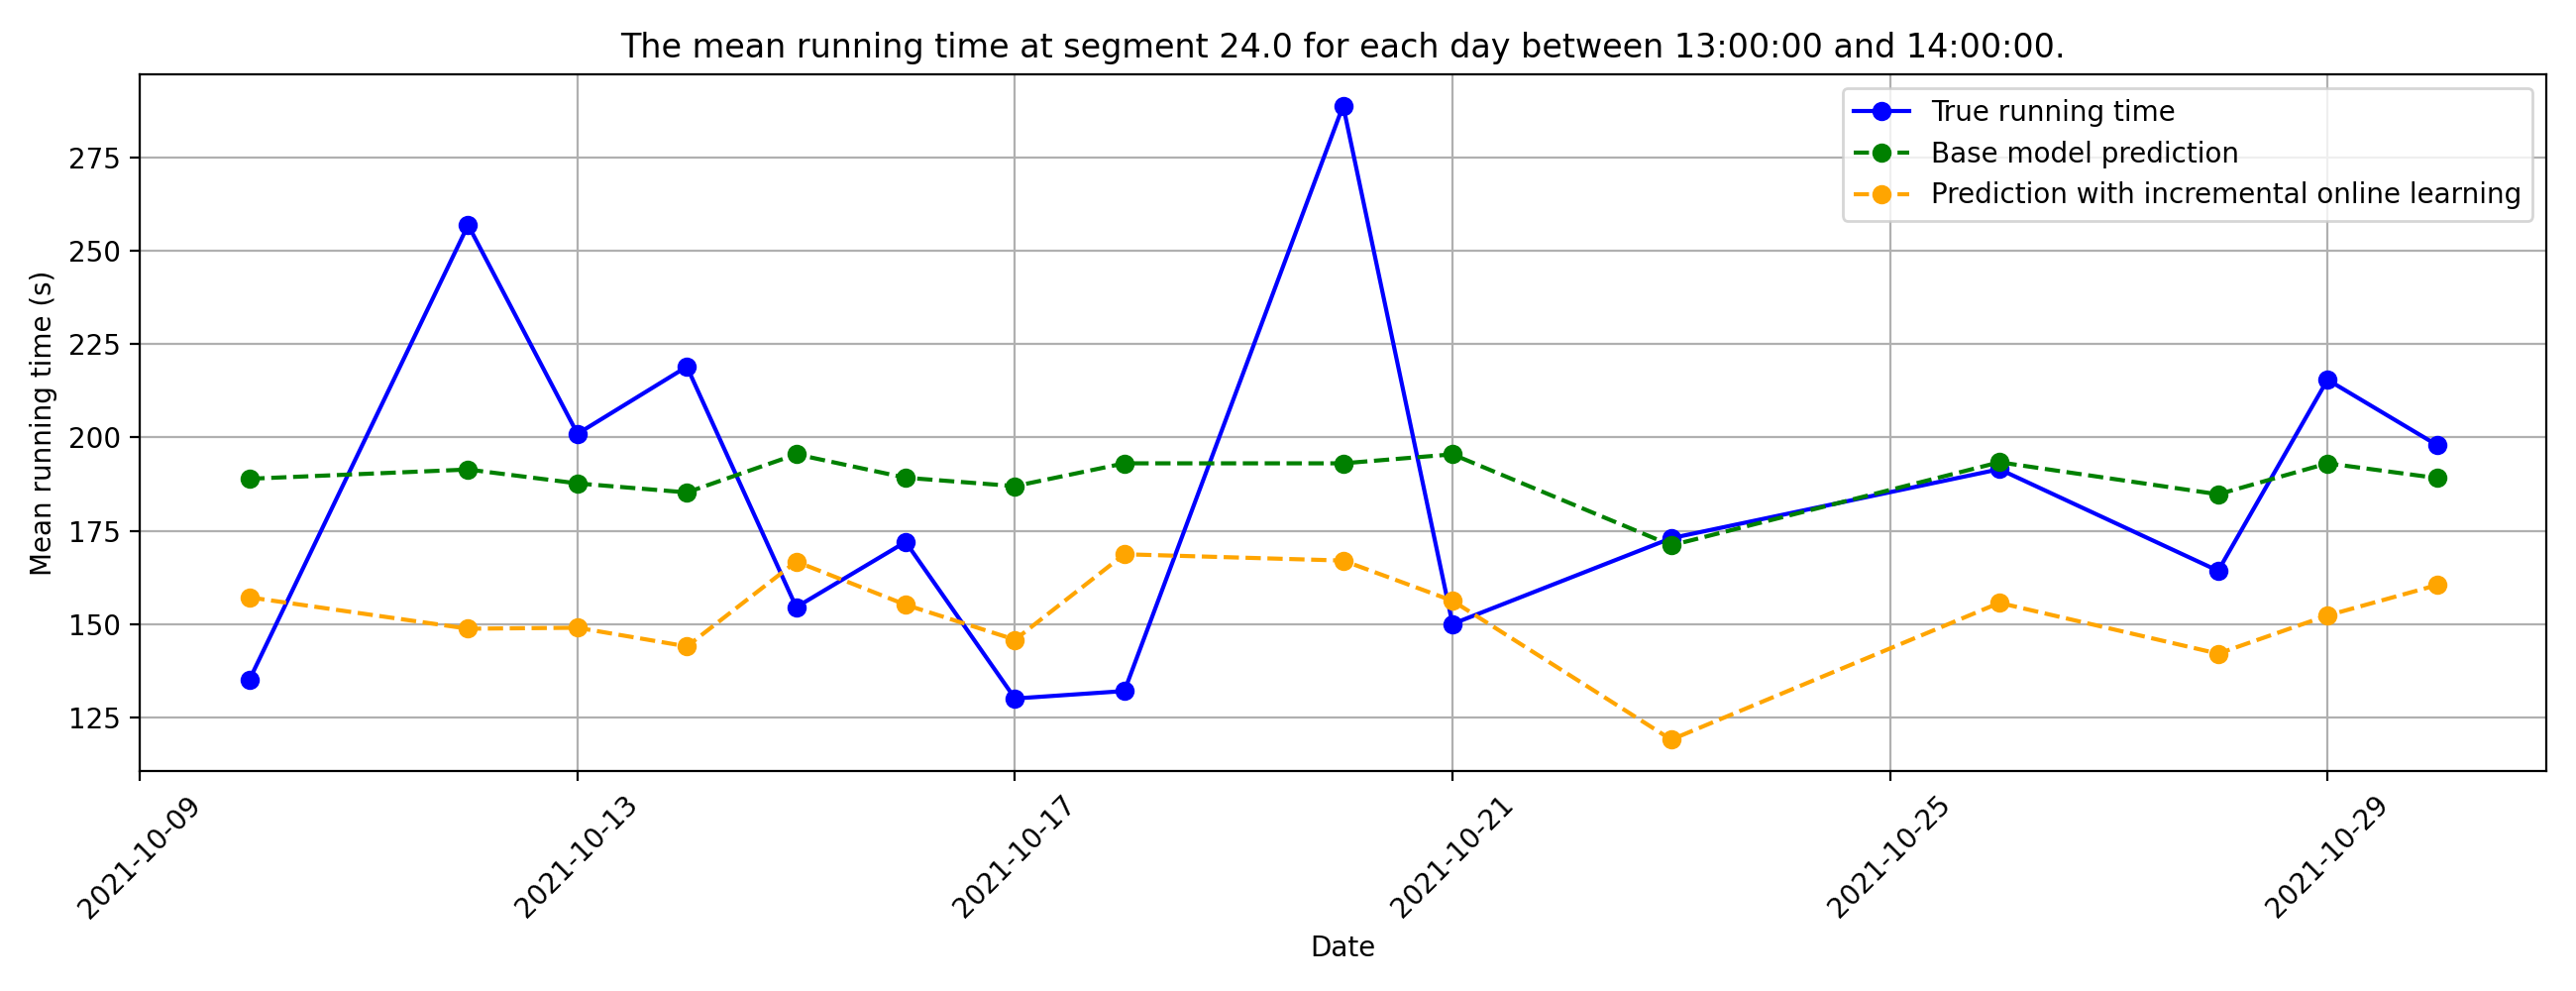 The mean running time at segment 24.0 for each day between 13:00:00 and 14:00:00.
True running time
Base model prediction
Prediction with incremental online learning
Mean running time (s)
275
250
225
200
175
150
125
2021-10-09
2021-10-13
2021-10-17
2021-10-21
2021-10-25
2021-10-29
Date